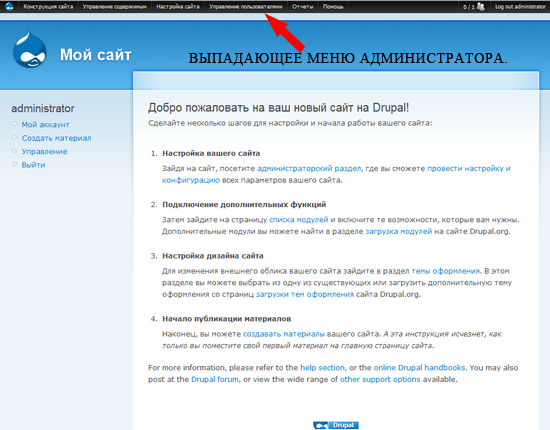 Конструкция сайта Управление содержимым Настройка сайта Управление пользователями Отчеты Помощь 0 / 1 Log out administrator
Мой сайт
ВЫПАДАЮЩЕЕ МЕНЮ АДМИНИСТРАТОРА.
administrator
Мой аккаунт
Создать материал
Управление
Выйти
Добро пожаловать на ваш новый сайт на Drupal!
Сделайте несколько шагов для настройки и начала работы вашего сайта:
1. Настройка вашего сайта
Зайдя на сайт, посетите администраторский раздел, где вы сможете провести настройку и
конфигурацию всех параметров вашего сайта.
2. Подключение дополнительных функций
Затем зайдите на страницу списка модулей и включите те возможности, которые вам нужны.
Дополнительные модули вы можете найти в разделе загрузка модулей на сайте Drupal.org.
3. Настройка дизайна сайта
Для изменения внешнего облика вашего сайта зайдите в раздел темы оформления. В этом
разделе вы можете выбрать из одну из существующих или загрузить дополнительную тему
оформления со страниц загрузки тем оформления сайта Drupal.org.
4. Начало публикации материалов
Наконец, вы можете создавать материалы вашего сайта. А эта инструкция исчезнет, как
только вы поместите свой первый материал на главную страницу сайта.
For more information, please refer to the help section, or the online Drupal handbooks. You may also
post at the Drupal forum, or view the wide range of other support options available.
Drupal